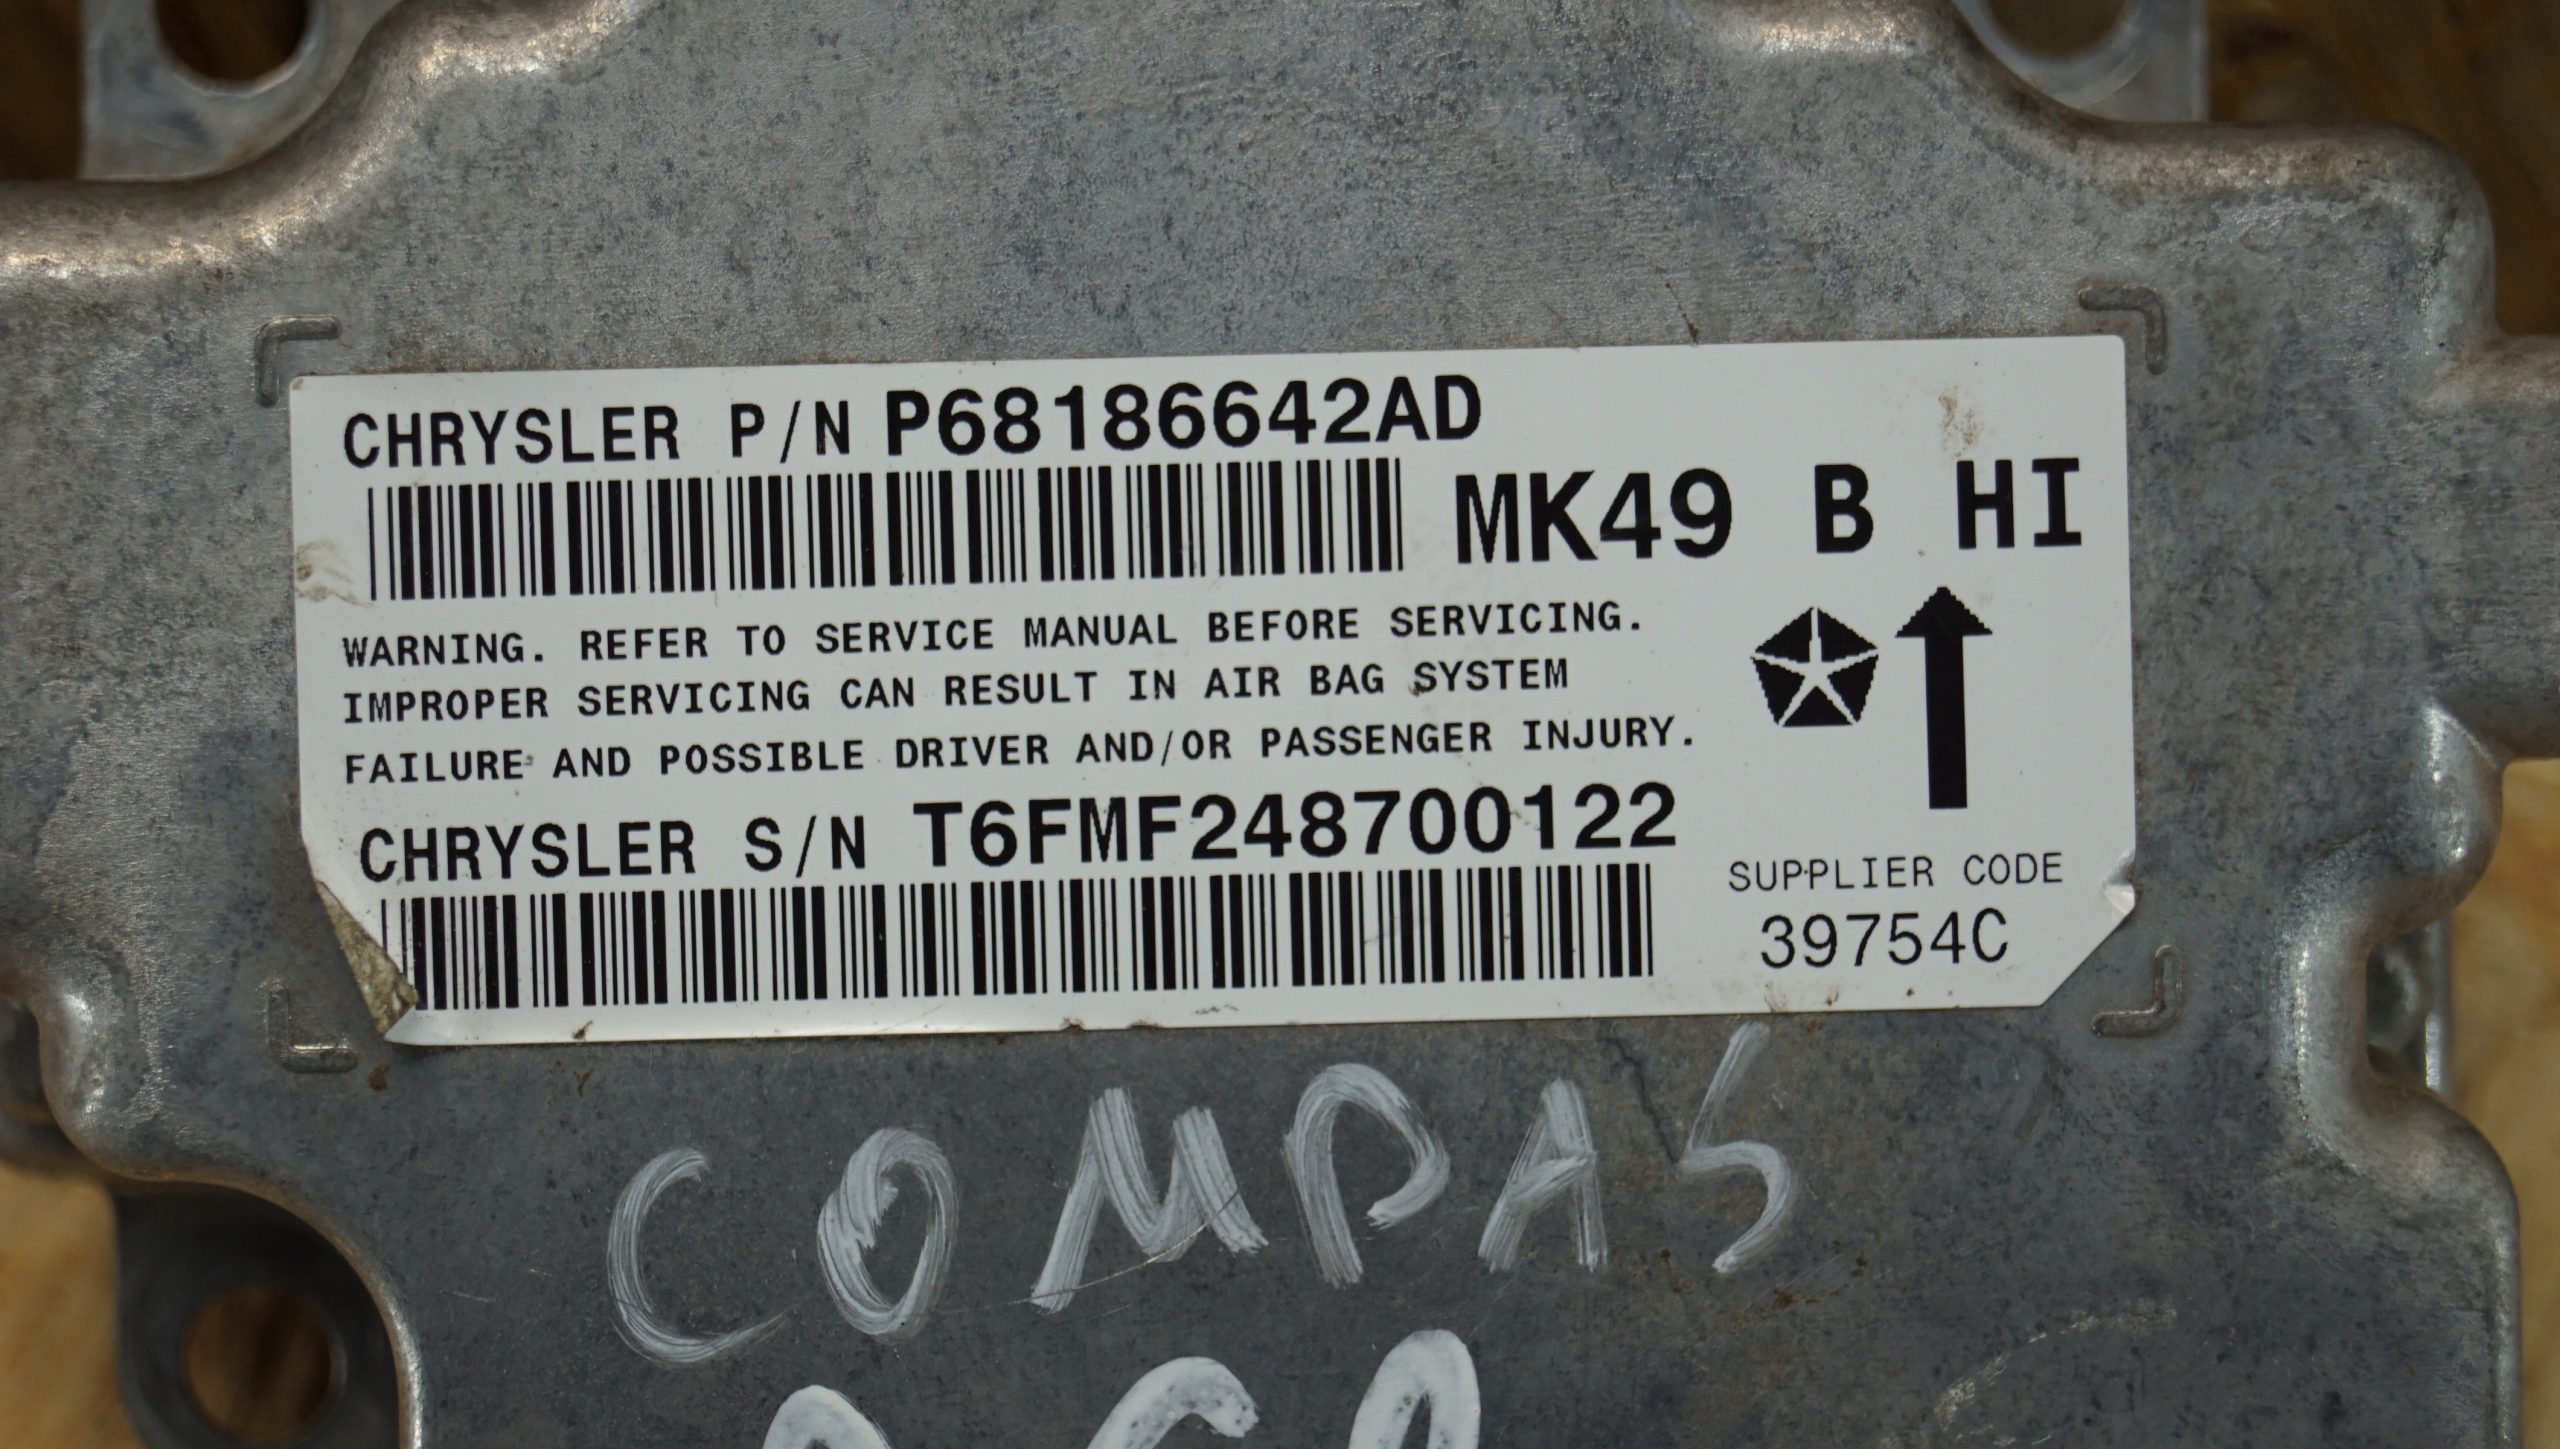 CHRYSLER P/N P68186642AD
MK49 B HI
WARNING. REFER TO SERVICE MANUAL BEFORE SERVICING.
IMPROPER SERVICING CAN RESULT IN AIR BAG SYSTEM
FAILURE AND POSSIBLE DRIVER AND/OR PASSENGER INJURY.
CHRYSLER S/N T6FMF248700122
SUPPLIER CODE
39754C
COMPAS